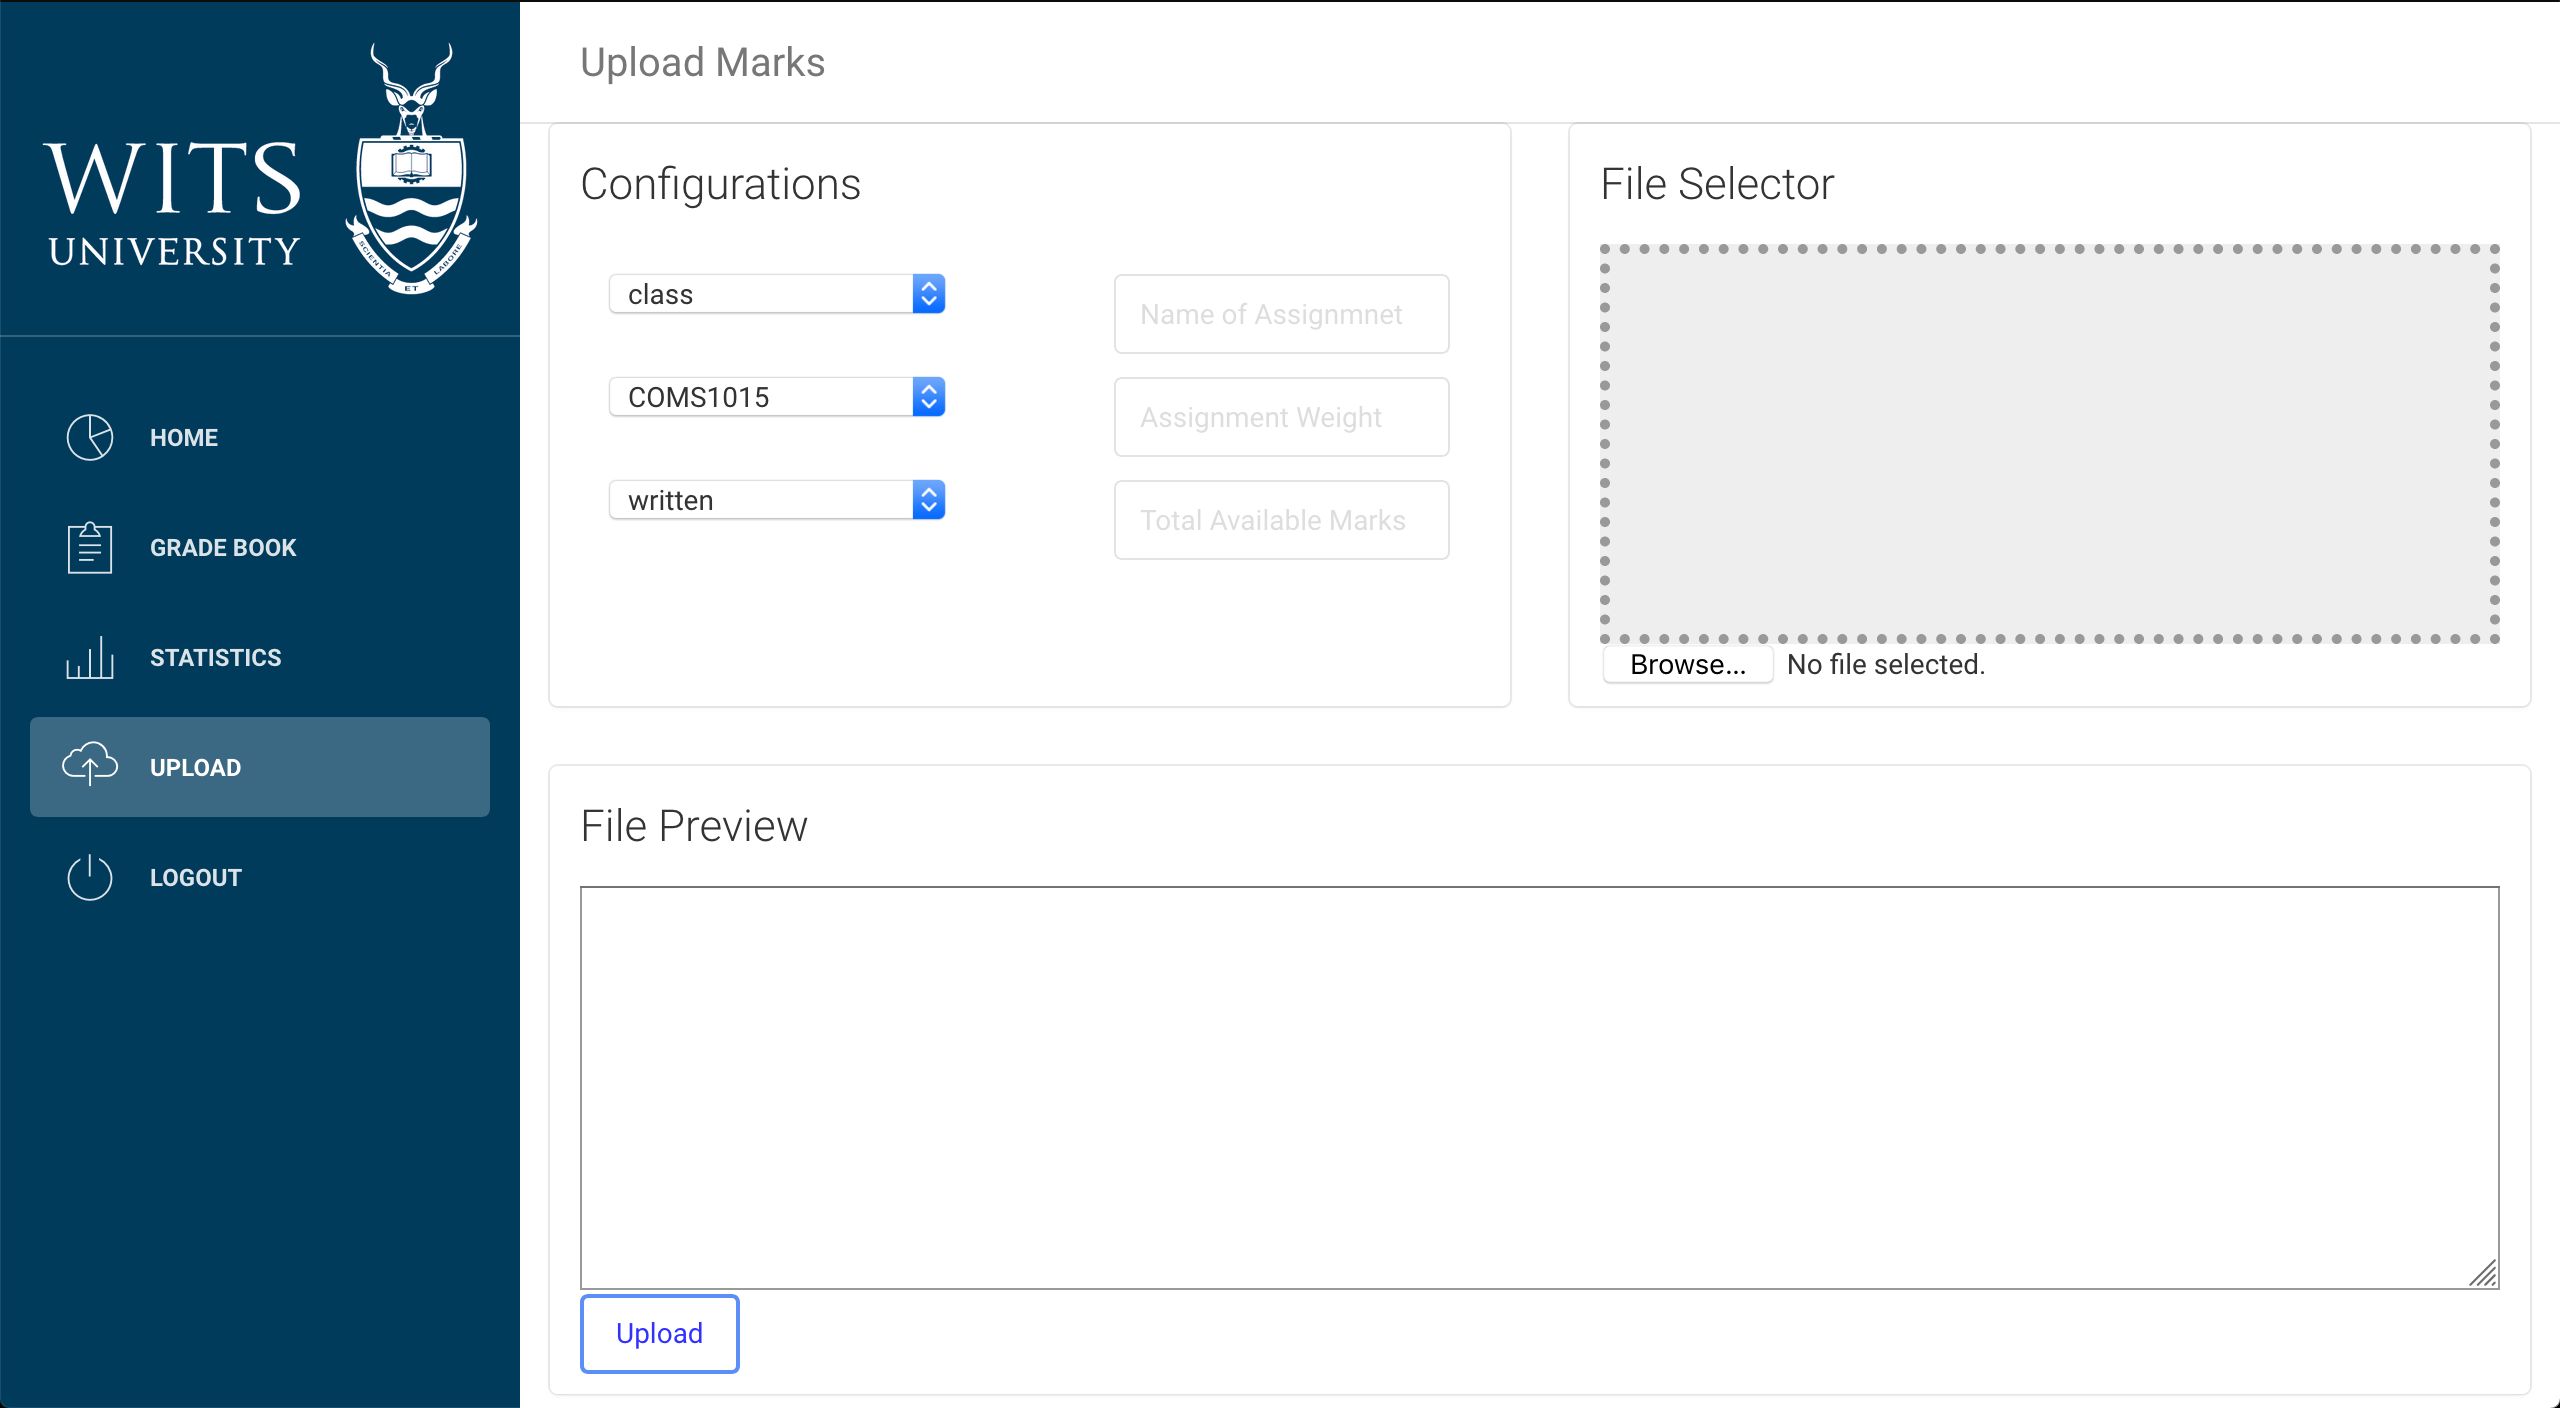 WITS
UNIVERSITY
SCIENTIA
ET
LABORE
HOME
GRADE BOOK
STATISTICS
UPLOAD
LOGOUT
Upload Marks
Configurations
class
COMS1015
written
Name of Assignmnet
Assignment Weight
Total Available Marks
File Selector
Browse... No file selected.
File Preview
Upload